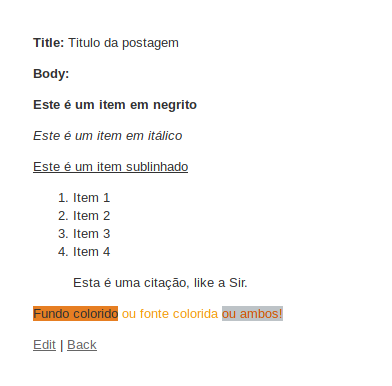 Title: Titulo da postagem
Body:
Este é um item em negrito
Este é um item em itálico
Este é um item sublinhado
1. Item 1
2. Item 2
3. Item 3
4. Item 4
Esta é uma citação, like a Sir.
Fundo colorido ou fonte colorida ou ambos!
Edit | Back